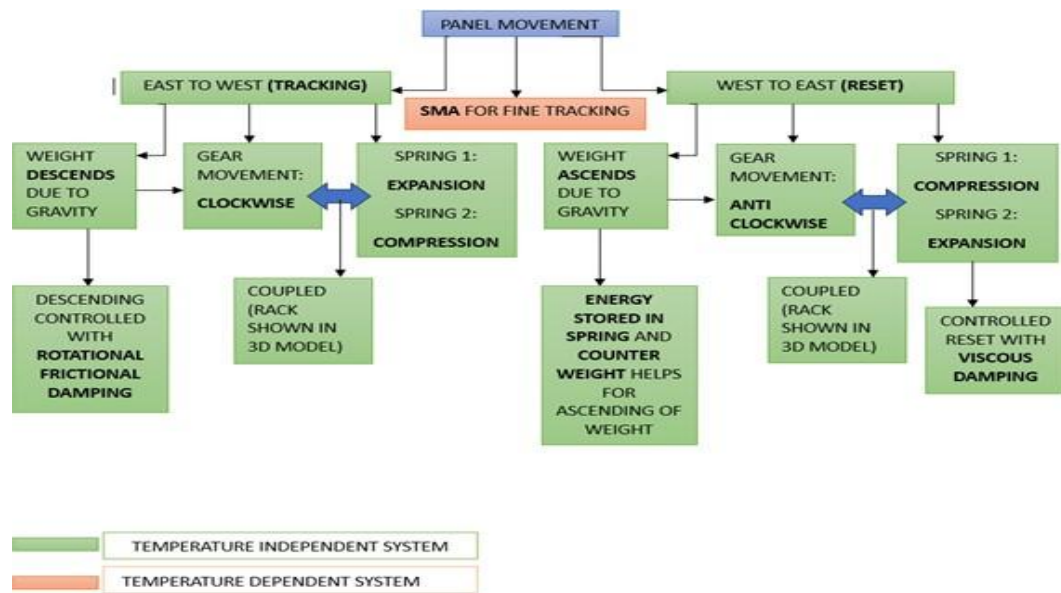 PANEL MOVEMENT
EAST TO WEST (TRACKING)
SMA FOR FINE TRACKING
WEST TO EAST (RESET)
WEIGHT
DESCENDS
DUE TO
GRAVITY
GEAR
MOVEMENT:
CLOCKWISE
SPRING 1:
EXPANSION
SPRING 2:
COMPRESSION
WEIGHT
ASCENDS
DUE TO
GRAVITY
GEAR
MOVEMENT:
ANTI
CLOCKWISE
SPRING 1:
COMPRESSION
SPRING 2:
EXPANSION
DESCENDING
CONTROLLED
WITH
ROTATIONAL
FRICTIONAL
DAMPING
COUPLED
(RACK
SHOWN IN
3D MODEL)
ENERGY
STORED IN
SPRING AND
COUNTER
WEIGHT HELPS
FOR
ASCENDING OF
WEIGHT
COUPLED
(RACK
SHOWN IN
3D MODEL)
CONTROLLED
RESET WITH
VISCOUS
DAMPING
TEMPERATURE INDEPENDENT SYSTEM
TEMPERATURE DEPENDENT SYSTEM